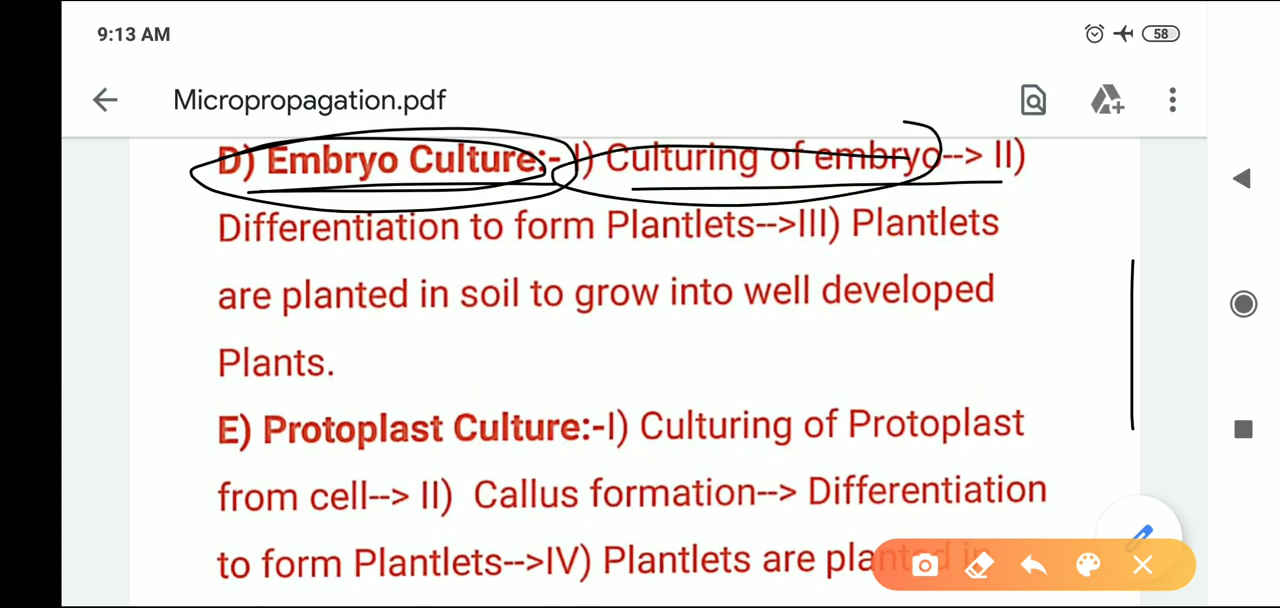 9:13 AM
58
Micropropagation.pdf
D) Embryo Culture:-I) Culturing of embryo--> II)
Differentiation to form Plantlets-->III) Plantlets
are planted in soil to grow into well developed
Plants.
E) Protoplast Culture:-I) Culturing of Protoplast
from cell--> II) Callus formation--> Differentiation
to form Plantlets-->IV) Plantlets are planted in